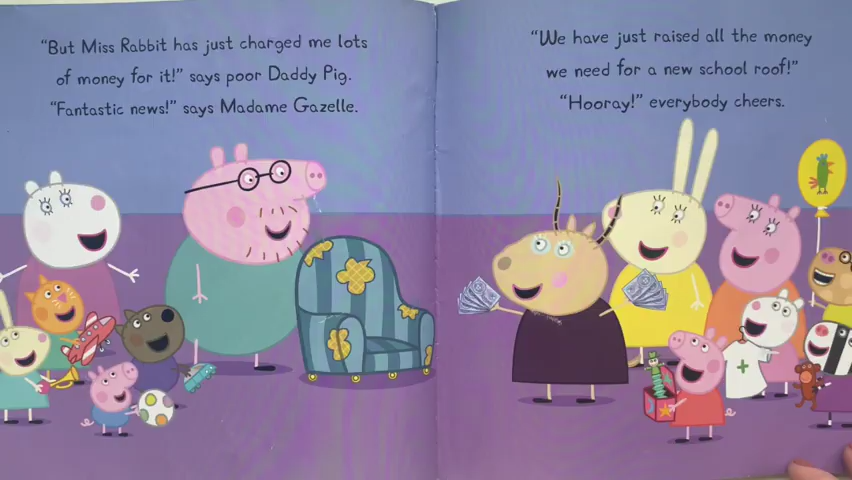 “But Miss Rabbit has just charged me lots
of money for it!” says poor Daddy Pig.
“Fantastic news!” says Madame Gazelle.
“We have just raised all the money
we need for a new school roof!”
“Hooray!” everybody cheers.